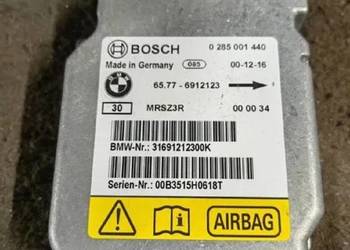 BOSCH 0 285 001 440
Made in Germany 085 00-12-16
65.77 - 6912123
30 MRSZ3R 00 00 34
BMW-Nr.: 31691212300K
Serien-Nr.: 00B3515H0618T
AIRBAG